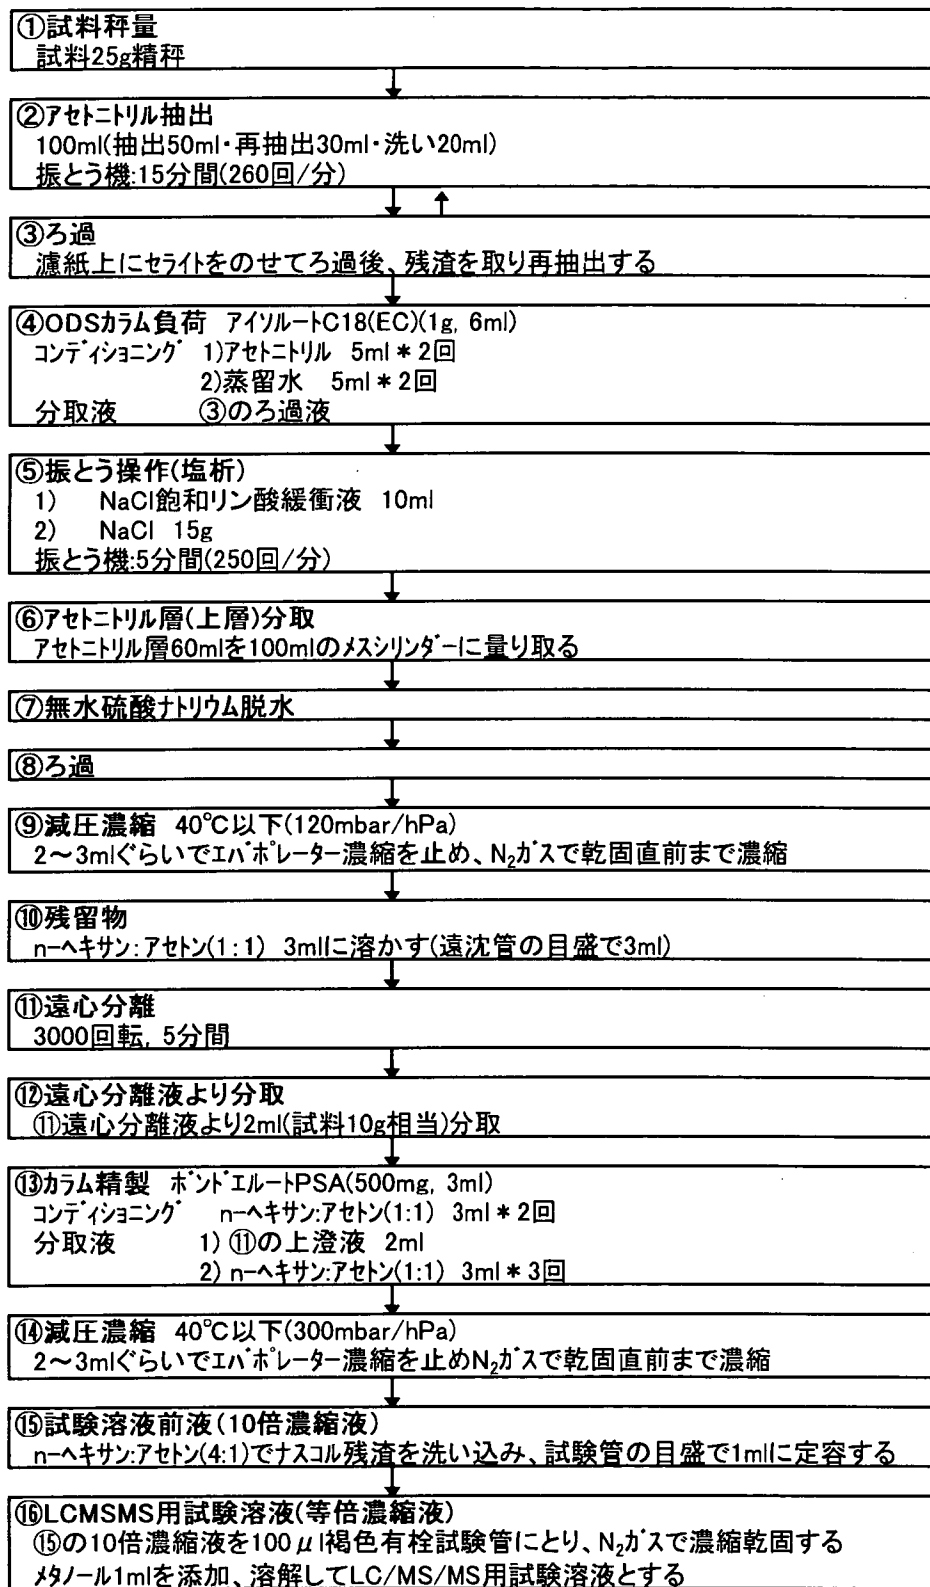 ①試料秤量
試料25g精秤
②アセトニトリル抽出
100ml(抽出50ml・再抽出30ml・洗い20ml)
振とう機:15分間(260回/分)
③ろ過
濾紙上にセライトをのせてろ過後、残渣を取り再抽出する
④ODSカラム負荷 アイソルートC18(EC)(1g, 6ml)
コンディショニング 1)アセトニトリル 5ml*2回
2)蒸留水 5ml*2回
分取液 ③のろ過液
⑤振とう操作(塩析)
1) NaCl飽和リン酸緩衝液 10ml
2) NaCl 15g
振とう機:5分間(250回/分)
⑥アセトニトリル層(上層)分取
アセトニトリル層60mlを100mlのメスシリンダーに量り取る
⑦無水硫酸ナトリウム脱水
⑧ろ過
⑨減圧濃縮 40℃以下(120mbar/hPa)
2~3mlぐらいでエバポレーター濃縮を止め、N₂ガスで乾固直前まで濃縮
⑩残留物
n-ヘキサン:アセトン(1:1) 3mlに溶かす(遠沈管の目盛で3ml)
⑪遠心分離
3000回転, 5分間
⑫遠心分離液より分取
⑪遠心分離液より2ml(試料10g相当)分取
⑬カラム精製 ボンドエルートPSA(500mg, 3ml)
コンディショニング n-ヘキサン:アセトン(1:1) 3ml*2回
分取液 1) ⑪の上澄液 2ml
2) n-ヘキサン:アセトン(1:1) 3ml*3回
⑭減圧濃縮 40℃以下(300mbar/hPa)
2~3mlぐらいでエバポレーター濃縮を止めN₂ガスで乾固直前まで濃縮
⑮試験溶液前液(10倍濃縮液)
n-ヘキサン:アセトン(4:1)でナスコル残渣を洗い込み、試験管の目盛で1mlに定容する
⑯LCMSMS用試験溶液(等倍濃縮液)
⑮の10倍濃縮液を100μl褐色有栓試験管にとり、N₂ガスで濃縮乾固する
メタノール1mlを添加、溶解してLC/MS/MS用試験溶液とする